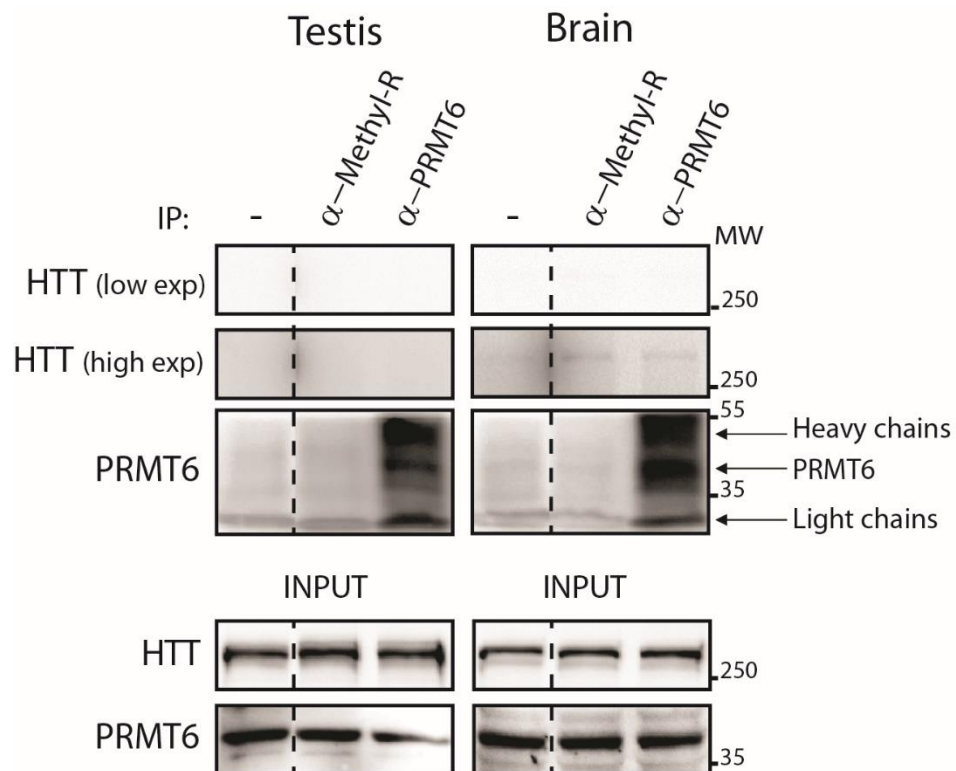 Testis Brain
IP: - α–Methyl-R α–PRMT6 - α–Methyl-R α–PRMT6
MW
HTT (low exp)
250
HTT (high exp)
250
55
Heavy chains
PRMT6 PRMT6
35
Light chains
INPUT INPUT
HTT
250
PRMT6
35